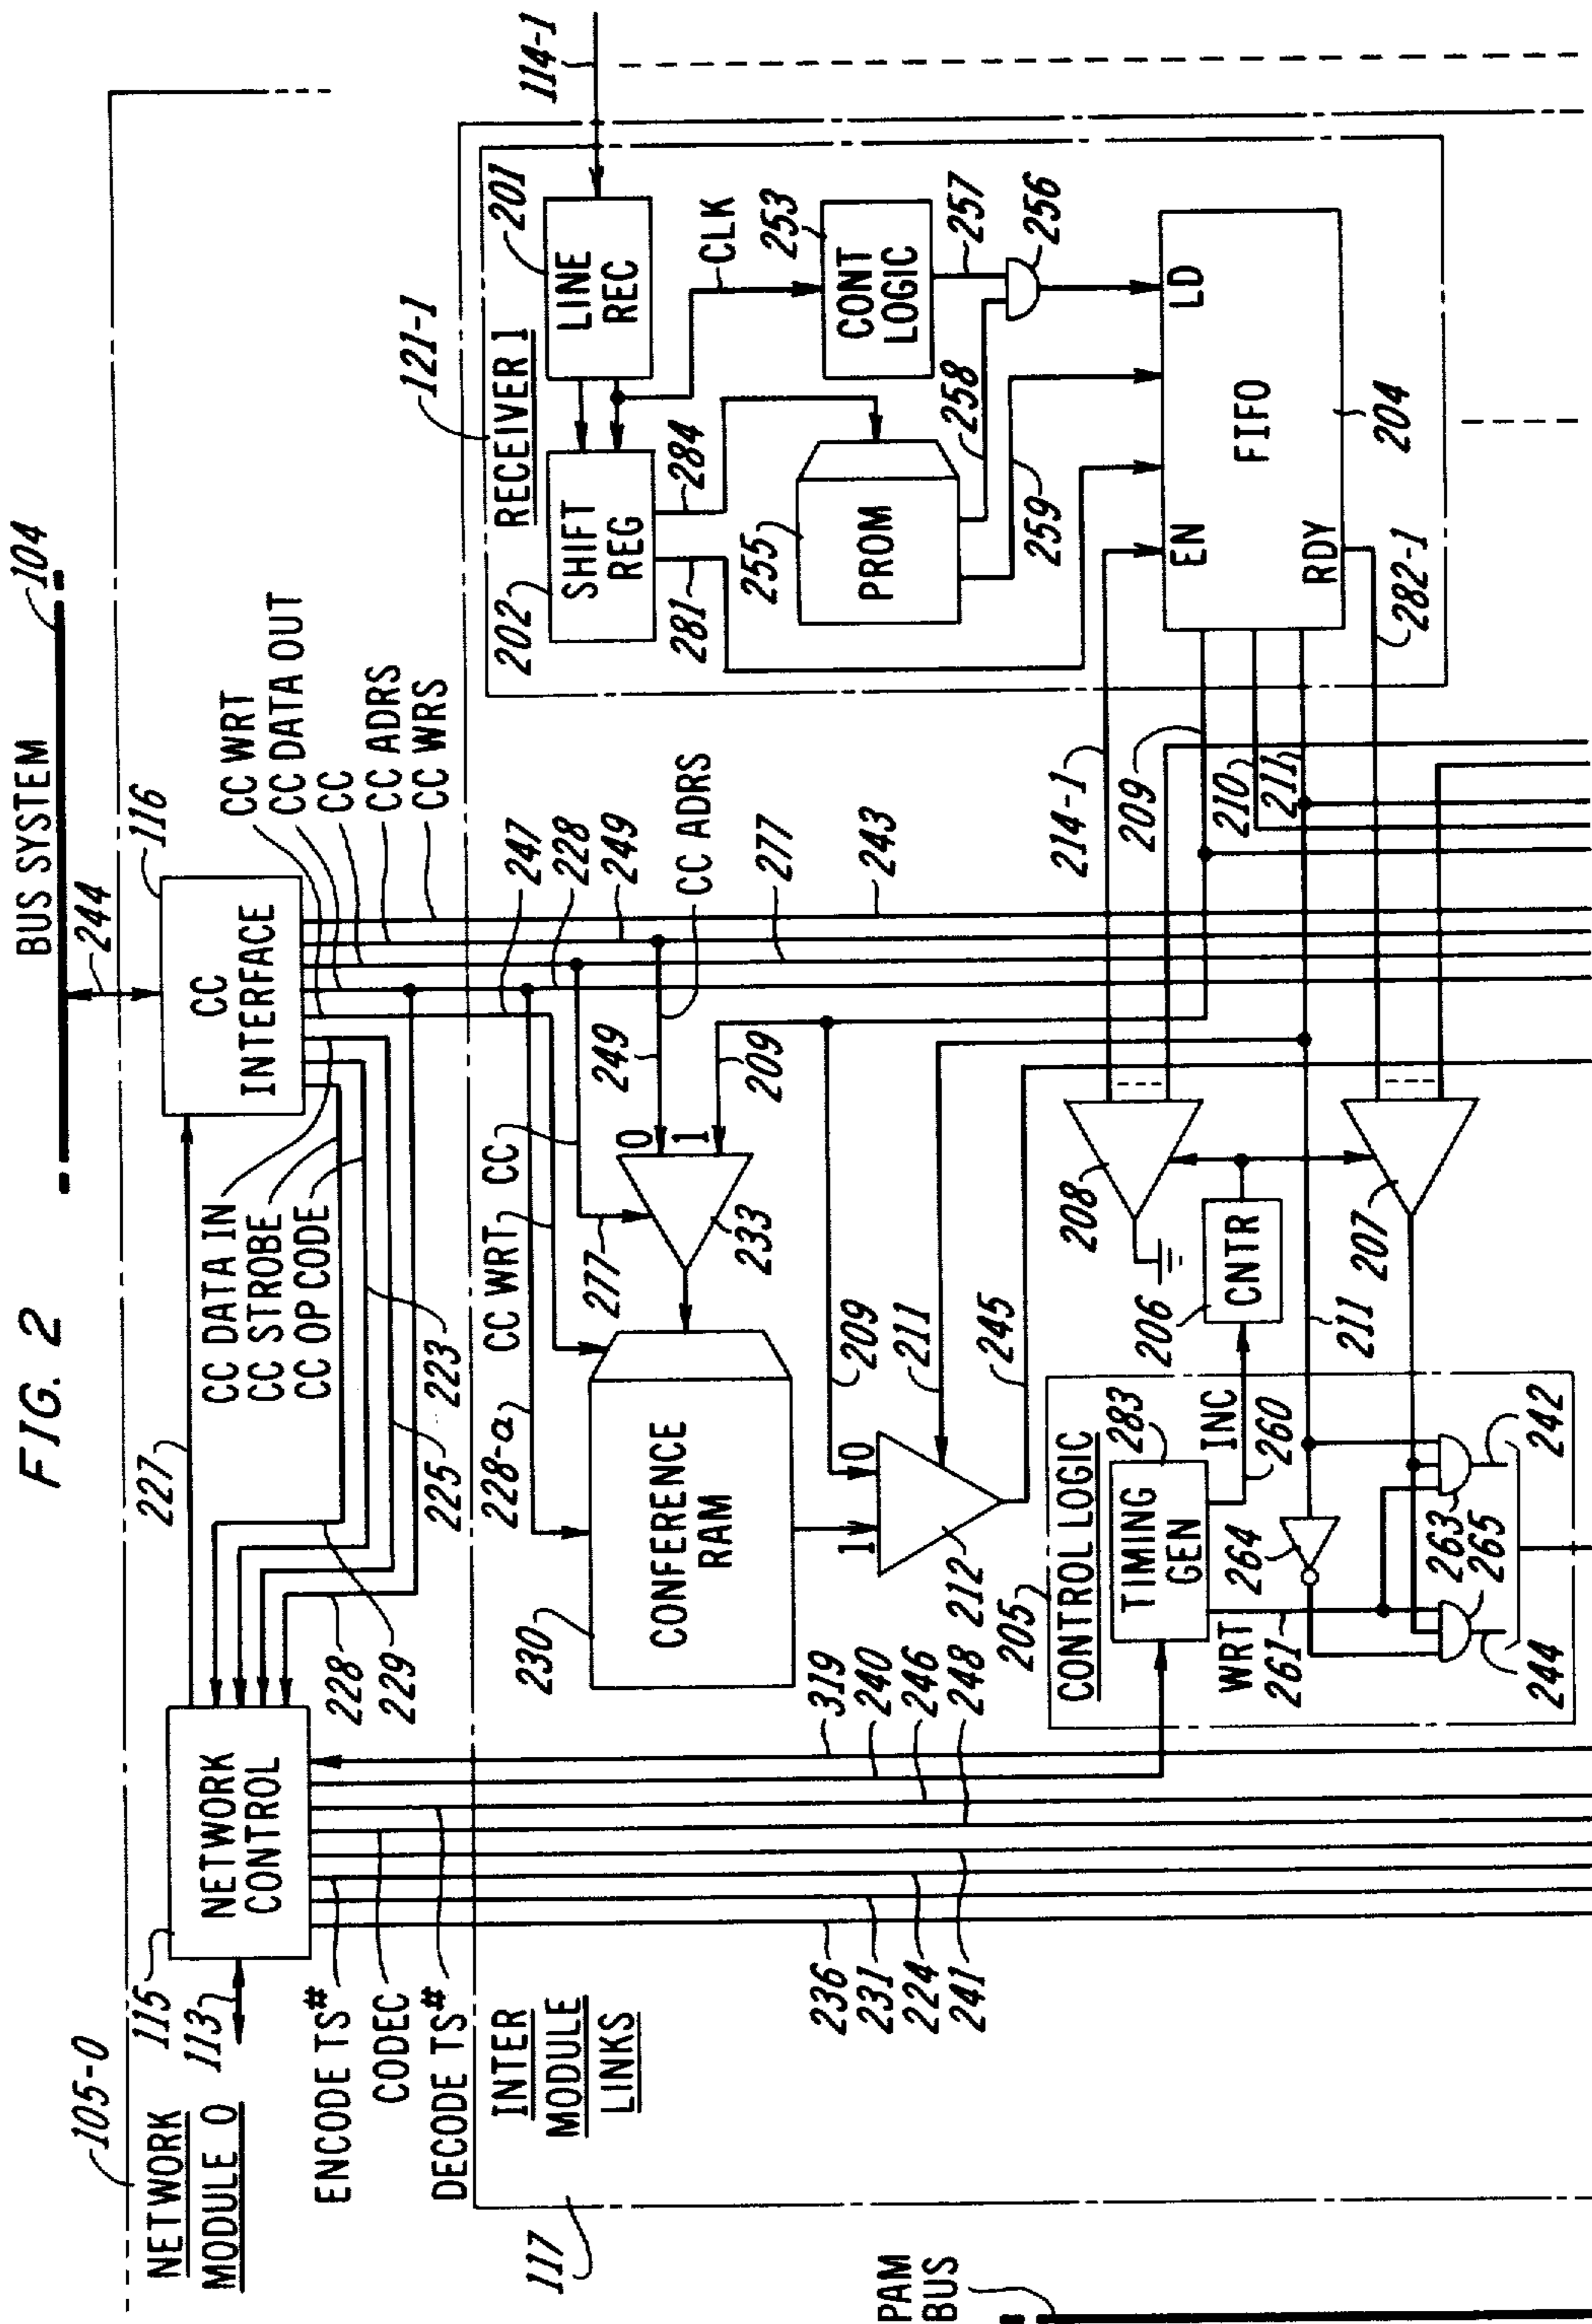 FIG. 2
BUS SYSTEM
104
244
105-0
NETWORK
MODULE 0
115
113
NETWORK
CONTROL
227
CC
INTERFACE
116
CC DATA IN
CC STROBE
CC OP CODE
223
225
228
229
CC WRT
CC DATA OUT
CC
CC ADRS
CC WRS
247
228
249
CC ADRS
277
243
ENCODE TS#
CODEC
DECODE TS#
INTER
MODULE
LINKS
117
236
231
224
241
319
240
246
248
228-a
CC WRT
CC
249
209
277
0
1
233
230
CONFERENCE
RAM
209
211
1
0
212
245
121-1
RECEIVER 1
114-1
201
LINE
REC
202
SHIFT
REG
284
281
CLK
253
CONT
LOGIC
257
256
255
PROM
258
259
EN
LD
FIFO
RDY
204
282-1
214-1
209
210
211
208
206
CNTR
207
211
205
CONTROL LOGIC
TIMING
GEN
283
INC
260
WRT
261
264
263
265
242
244
PAM
BUS